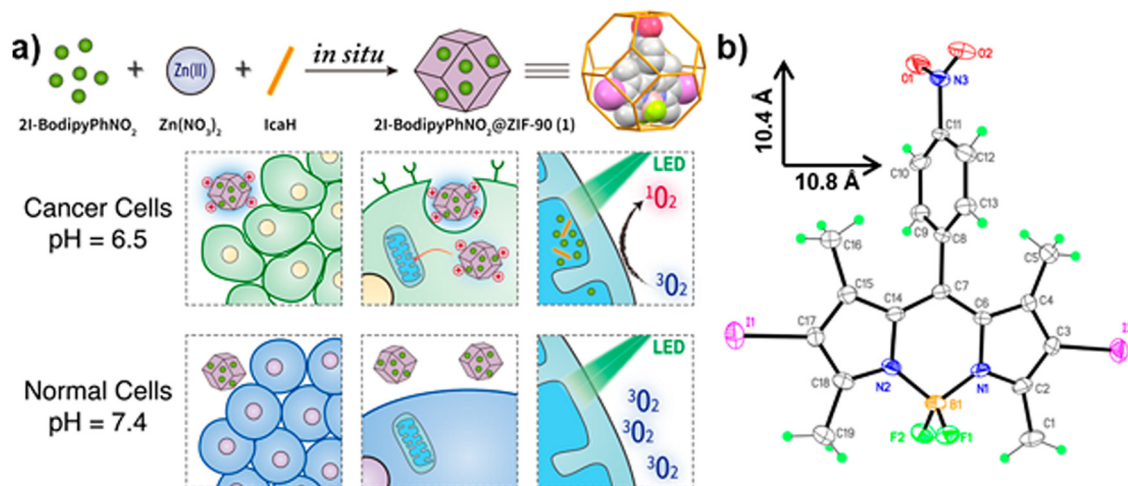 a)
+ Zn(II) + in situ
2I-BodipyPhNO₂ Zn(NO₃)₂ IcaH 2I-BodipyPhNO₂@ZIF-90 (1)
Cancer Cells
pH = 6.5
LED
¹O₂
³O₂
Normal Cells
pH = 7.4
LED
³O₂
³O₂
³O₂
b)
10.4 Å
10.8 Å
O1 O2
N3
C11
C10 C12
C9 C13
C8
C16 C5
C15 C7 C4
C14 C6
I1 C17 C3 I
C18 N2 N1 C2
B1
C19 F2 F1 C1